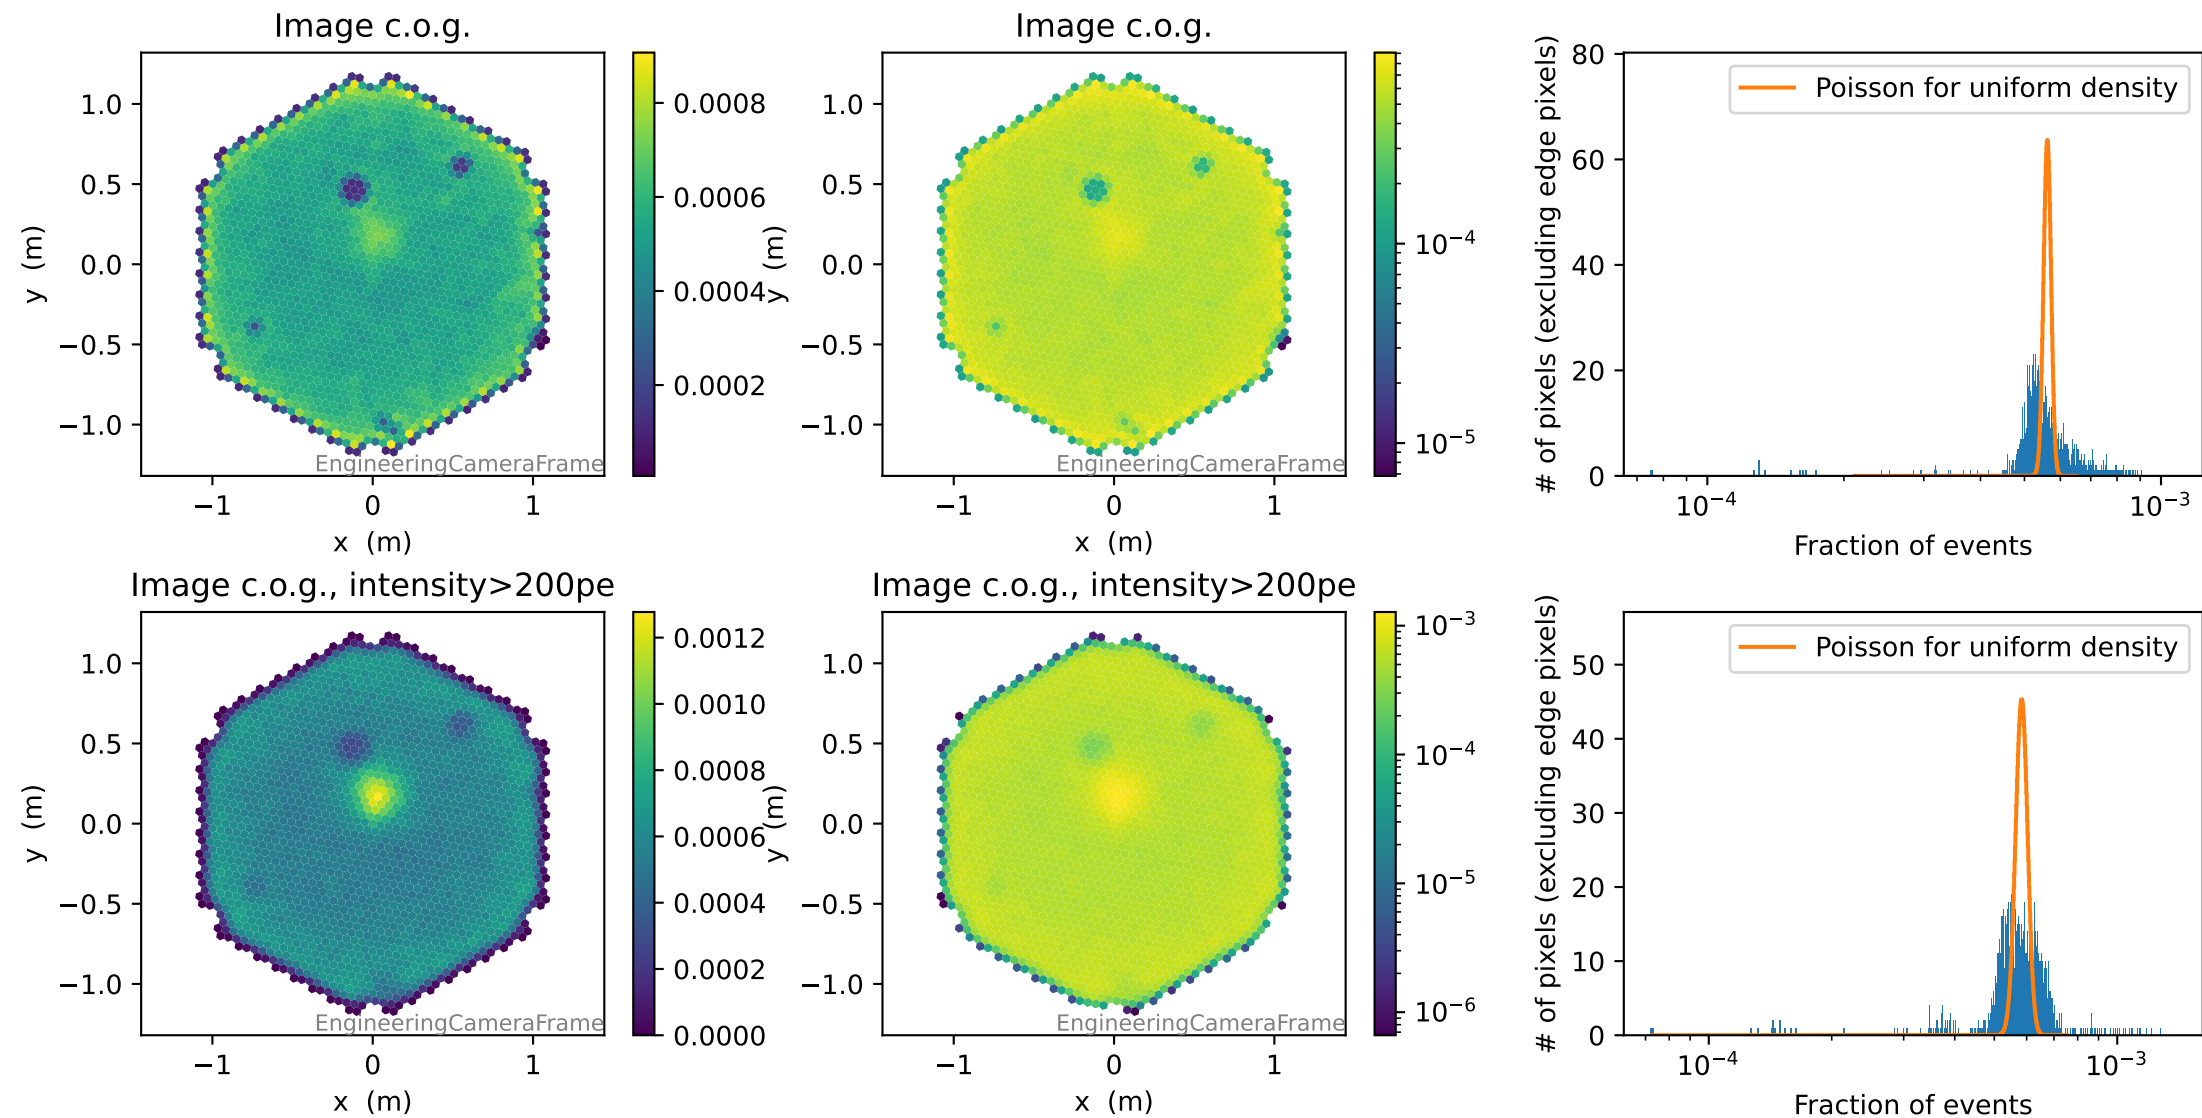 Image c.o.g.
1.0
0.5
0.0
−0.5
−1.0
y (m)
−1 0 1
x (m)
EngineeringCameraFrame
0.0008
0.0006
0.0004
0.0002
Image c.o.g.
1.0
0.5
0.0
−0.5
−1.0
y (m)
−1 0 1
x (m)
EngineeringCameraFrame
10−4
10−5
80
60
40
20
0
# of pixels (excluding edge pixels)
Poisson for uniform density
10−4 10−3
Fraction of events
Image c.o.g., intensity>200pe
1.0
0.5
0.0
−0.5
−1.0
y (m)
−1 0 1
x (m)
EngineeringCameraFrame
0.0012
0.0010
0.0008
0.0006
0.0004
0.0002
0.0000
Image c.o.g., intensity>200pe
1.0
0.5
0.0
−0.5
−1.0
y (m)
−1 0 1
x (m)
EngineeringCameraFrame
10−3
10−4
10−5
10−6
50
40
30
20
10
0
# of pixels (excluding edge pixels)
Poisson for uniform density
10−4 10−3
Fraction of events